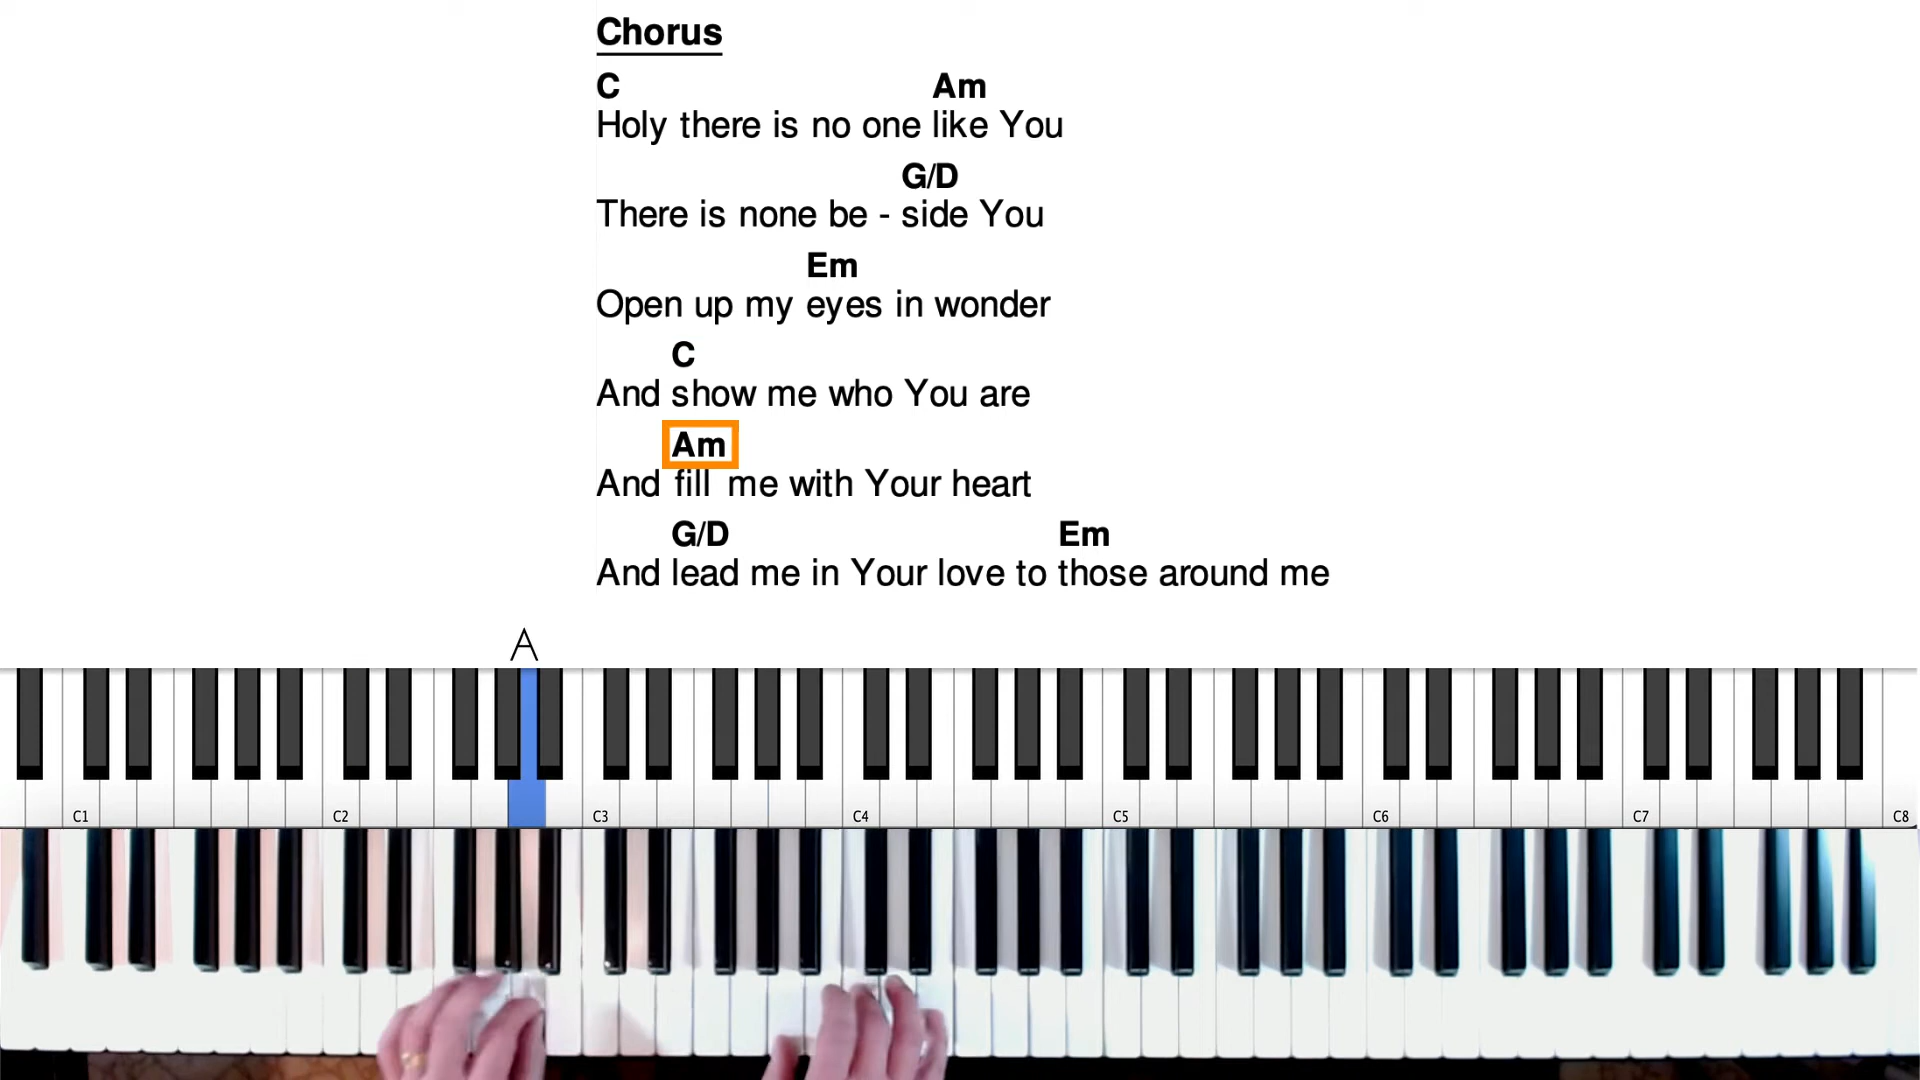 Chorus
C Am
Holy there is no one like You
G/D
There is none be - side You
Em
Open up my eyes in wonder
C
And show me who You are
Am
And fill me with Your heart
G/D Em
And lead me in Your love to those around me
A
C1 C2 C3 C4 C5 C6 C7 C8